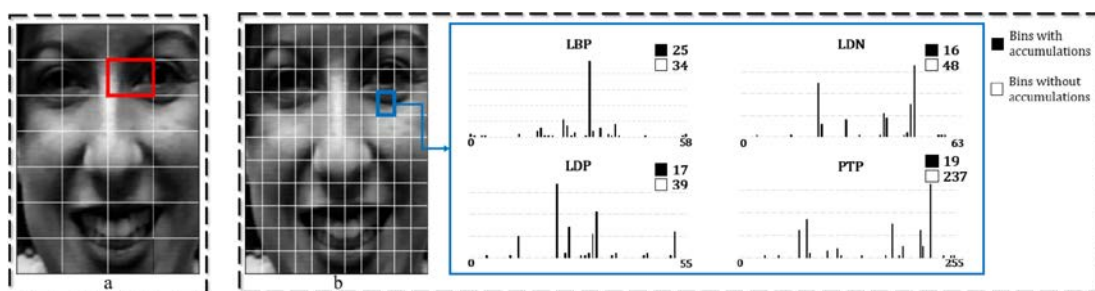 LBP
25
34
0
58
LDN
16
48
0
63
LDP
17
39
0
55
PTP
19
237
0
255
Bins with
accumulations
Bins without
accumulations
a
b